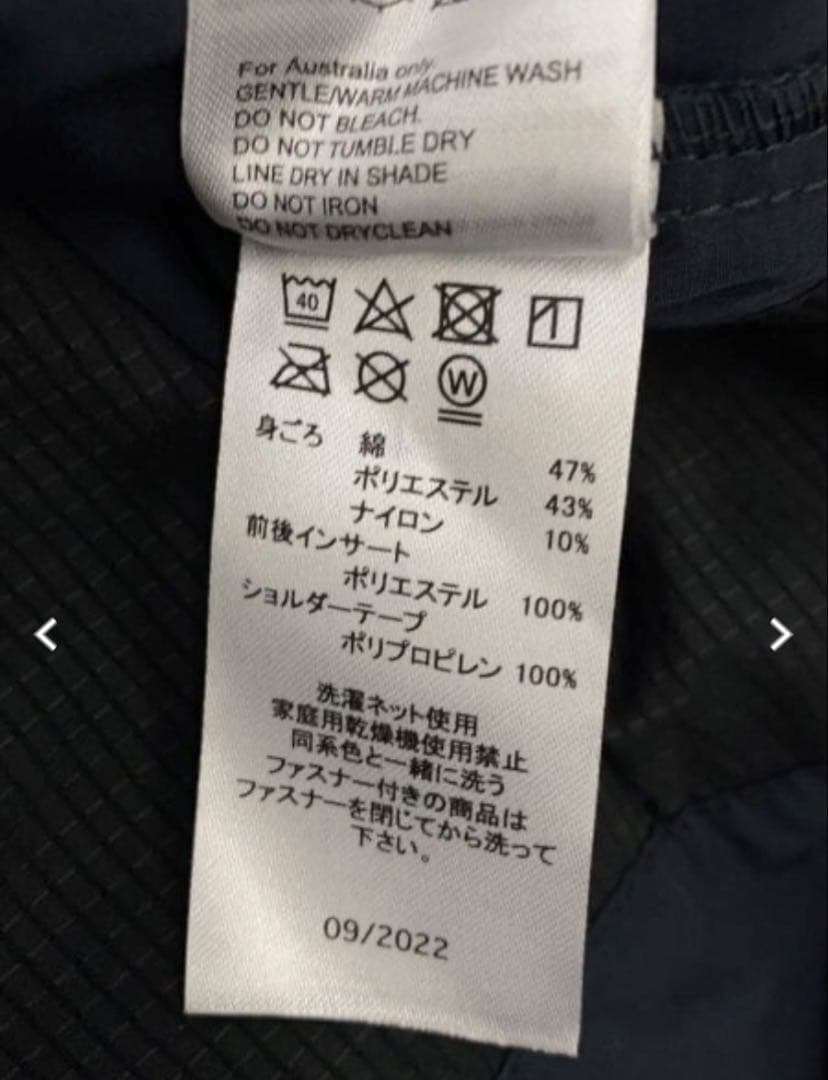 For Australia only.
GENTLE/WARM MACHINE WASH
DO NOT BLEACH.
DO NOT TUMBLE DRY
LINE DRY IN SHADE
DO NOT IRON
DO NOT DRYCLEAN
40
W
身ごろ 綿 47%
ポリエステル 43%
ナイロン 10%
前後インサート
ポリエステル 100%
ショルダーテープ
ポリプロピレン 100%
洗濯ネット使用
家庭用乾燥機使用禁止
同系色と一緒に洗う
ファスナー付きの商品は
ファスナーを閉じてから洗って
下さい。
09/2022